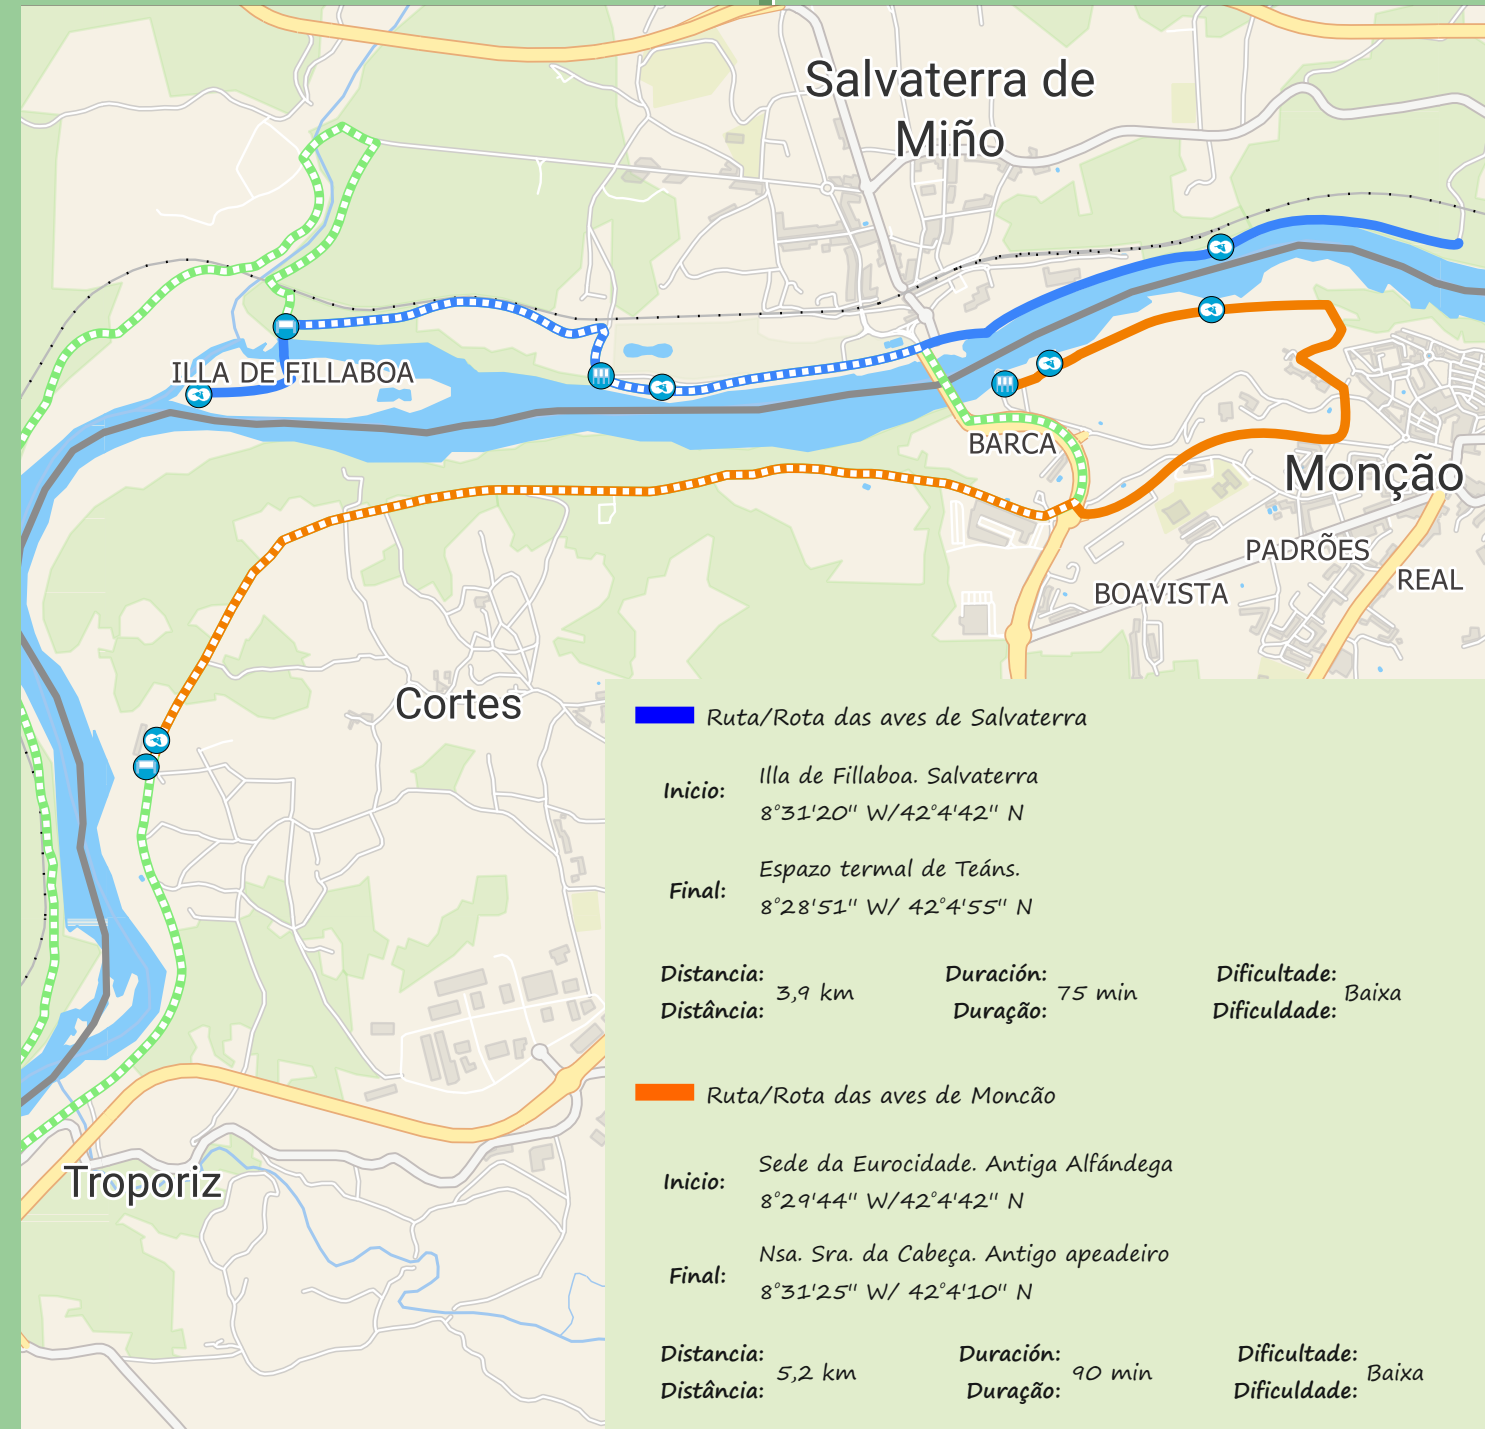 Salvaterra de
Miño
ILLA DE FILLABOA
BARCA
Monção
PADRÕES
REAL
BOAVISTA
Cortes
Troporiz
Ruta/Rota das aves de Salvaterra
Inicio:
Illa de Fillaboa. Salvaterra
8°31'20" W/42°4'42" N
Final:
Espazo termal de Teáns.
8°28'51" W/ 42°4'55" N
Distancia:
Distância:
3,9 km
Duración:
Duração:
75 min
Dificultade:
Dificuldade:
Baixa
Ruta/Rota das aves de Moncão
Inicio:
Sede da Eurocidade. Antiga Alfándega
8°29'44" W/42°4'42" N
Final:
Nsa. Sra. da Cabeça. Antigo apeadeiro
8°31'25" W/ 42°4'10" N
Distancia:
Distância:
5,2 km
Duración:
Duração:
90 min
Dificultade:
Dificuldade:
Baixa